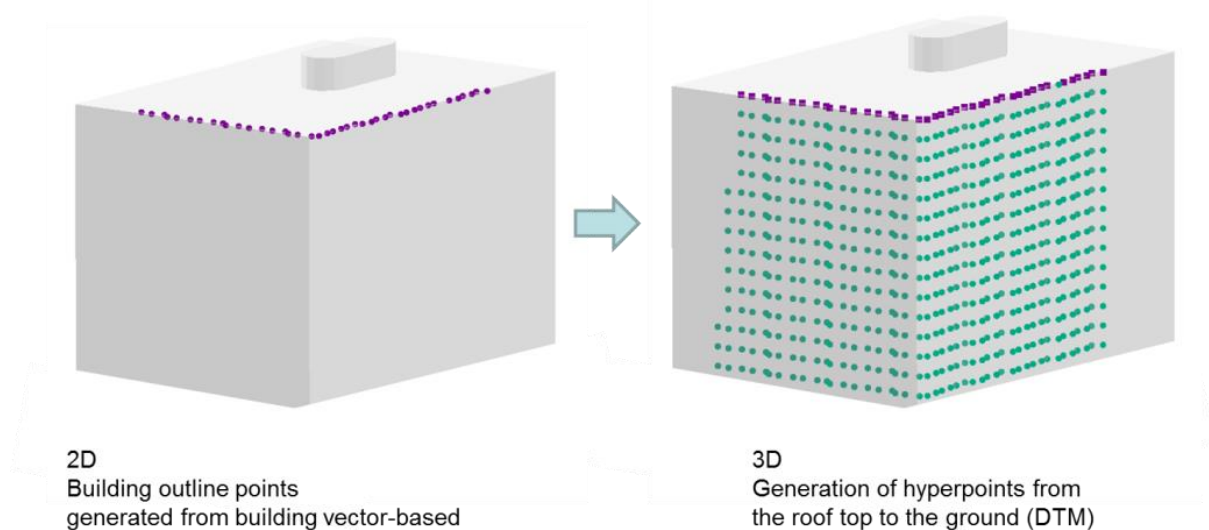 2D
Building outline points
generated from building vector-based
3D
Generation of hyperpoints from
the roof top to the ground (DTM)